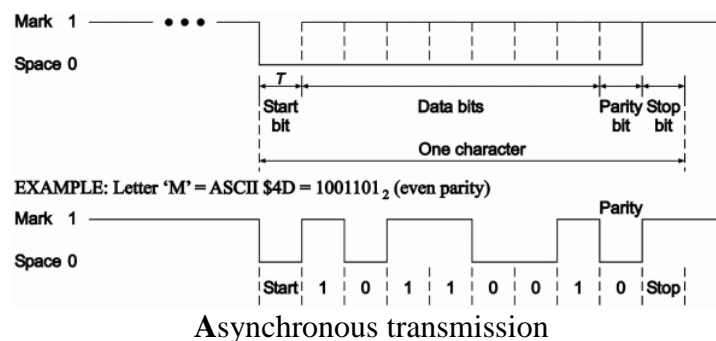 Mark 1
Space 0
T
Start bit Data bits Parity bit Stop bit
One character
EXAMPLE: Letter ‘M’ = ASCII $4D = 1001101₂ (even parity)
Parity
Mark 1
Space 0
Start 1 0 1 1 0 0 1 0 Stop
Asynchronous transmission